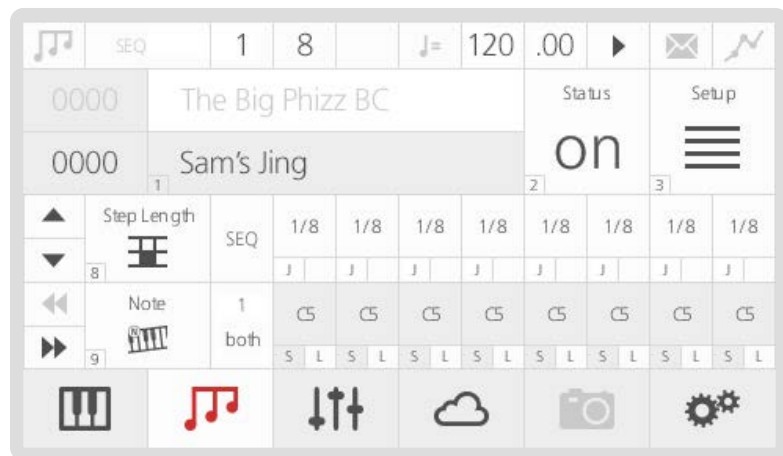 SEQ 1 8 = 120 .00
0000 The Big Phizz BC
Status Setup
0000 1 Sam's Jing
2 on 3
Step Length SEQ 1/8 1/8 1/8 1/8 1/8 1/8 1/8 1/8
8 J J J J J J J J
Note 1 C5 C5 C5 C5 C5 C5 C5 C5
N both
9 S L S L S L S L S L S L S L S L